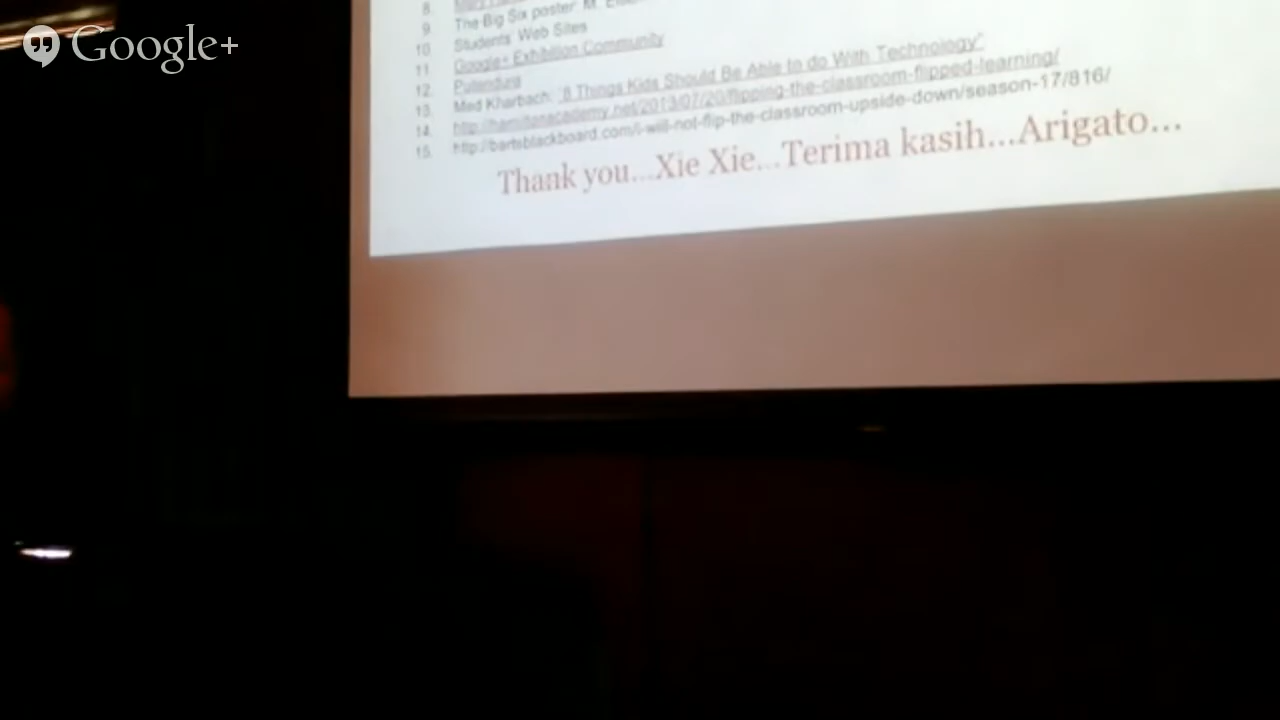 Google+
8.
9. The Big Six poster M.
10. Students' Web Sites
11. Google+ Exhibition Community
12. Puentedura
13. Med Kharbach: "8 Things Kids Should Be Able to do With Technology"
14. http://hamiltonacademy.net/2013/07/20/flipping-the-classroom-flipped-learning/
15. http://bartsblackboard.com/i-will-not-flip-the-classroom-upside-down/season-17/816/
Thank you...Xie Xie...Terima kasih...Arigato...